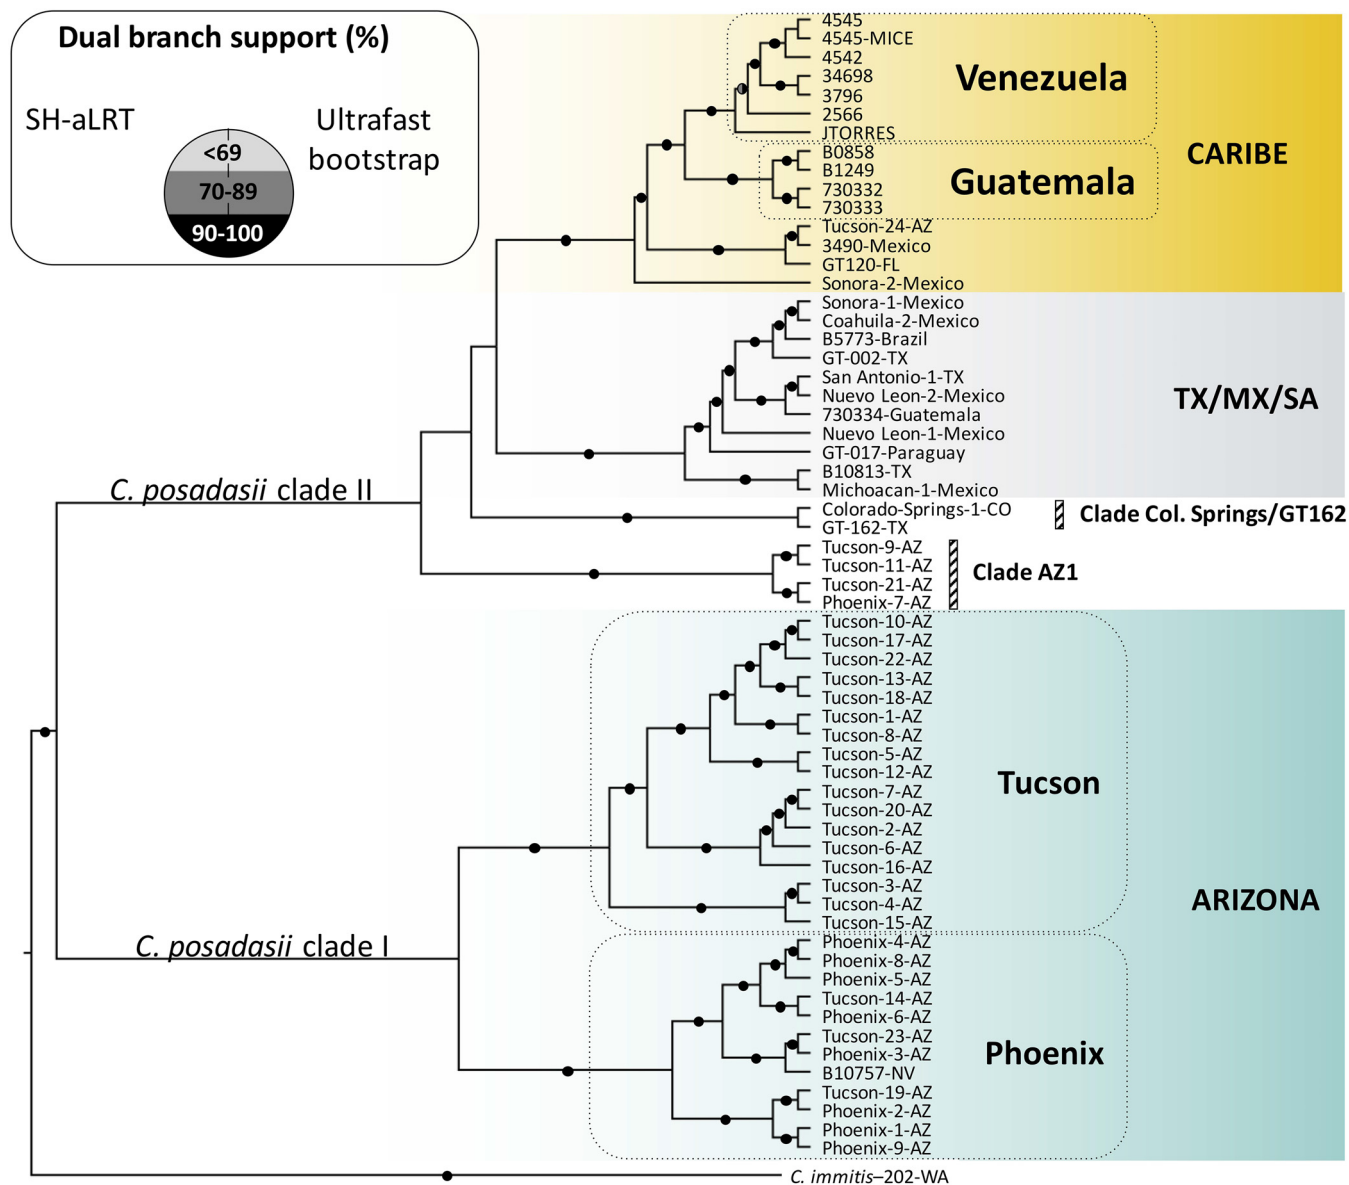 Dual branch support (%)
SH-aLRT
Ultrafast
bootstrap
<69
70-89
90-100
4545
4545-MICE
4542
34698
3796
2566
JTORRES
Venezuela
B0858
B1249
730332
730333
Guatemala
CARIBE
Tucson-24-AZ
3490-Mexico
GT120-FL
Sonora-2-Mexico
Sonora-1-Mexico
Coahuila-2-Mexico
B5773-Brazil
GT-002-TX
San Antonio-1-TX
Nuevo Leon-2-Mexico
730334-Guatemala
Nuevo Leon-1-Mexico
GT-017-Paraguay
B10813-TX
Michoacan-1-Mexico
TX/MX/SA
C. posadasii clade II
Colorado-Springs-1-CO
GT-162-TX
Clade Col. Springs/GT162
Tucson-9-AZ
Tucson-11-AZ
Tucson-21-AZ
Phoenix-7-AZ
Clade AZ1
Tucson-10-AZ
Tucson-17-AZ
Tucson-22-AZ
Tucson-13-AZ
Tucson-18-AZ
Tucson-1-AZ
Tucson-8-AZ
Tucson-5-AZ
Tucson-12-AZ
Tucson-7-AZ
Tucson-20-AZ
Tucson-2-AZ
Tucson-6-AZ
Tucson-16-AZ
Tucson-3-AZ
Tucson-4-AZ
Tucson-15-AZ
Tucson
ARIZONA
C. posadasii clade I
Phoenix-4-AZ
Phoenix-8-AZ
Phoenix-5-AZ
Tucson-14-AZ
Phoenix-6-AZ
Tucson-23-AZ
Phoenix-3-AZ
B10757-NV
Tucson-19-AZ
Phoenix-2-AZ
Phoenix-1-AZ
Phoenix-9-AZ
Phoenix
C. immitis–202-WA